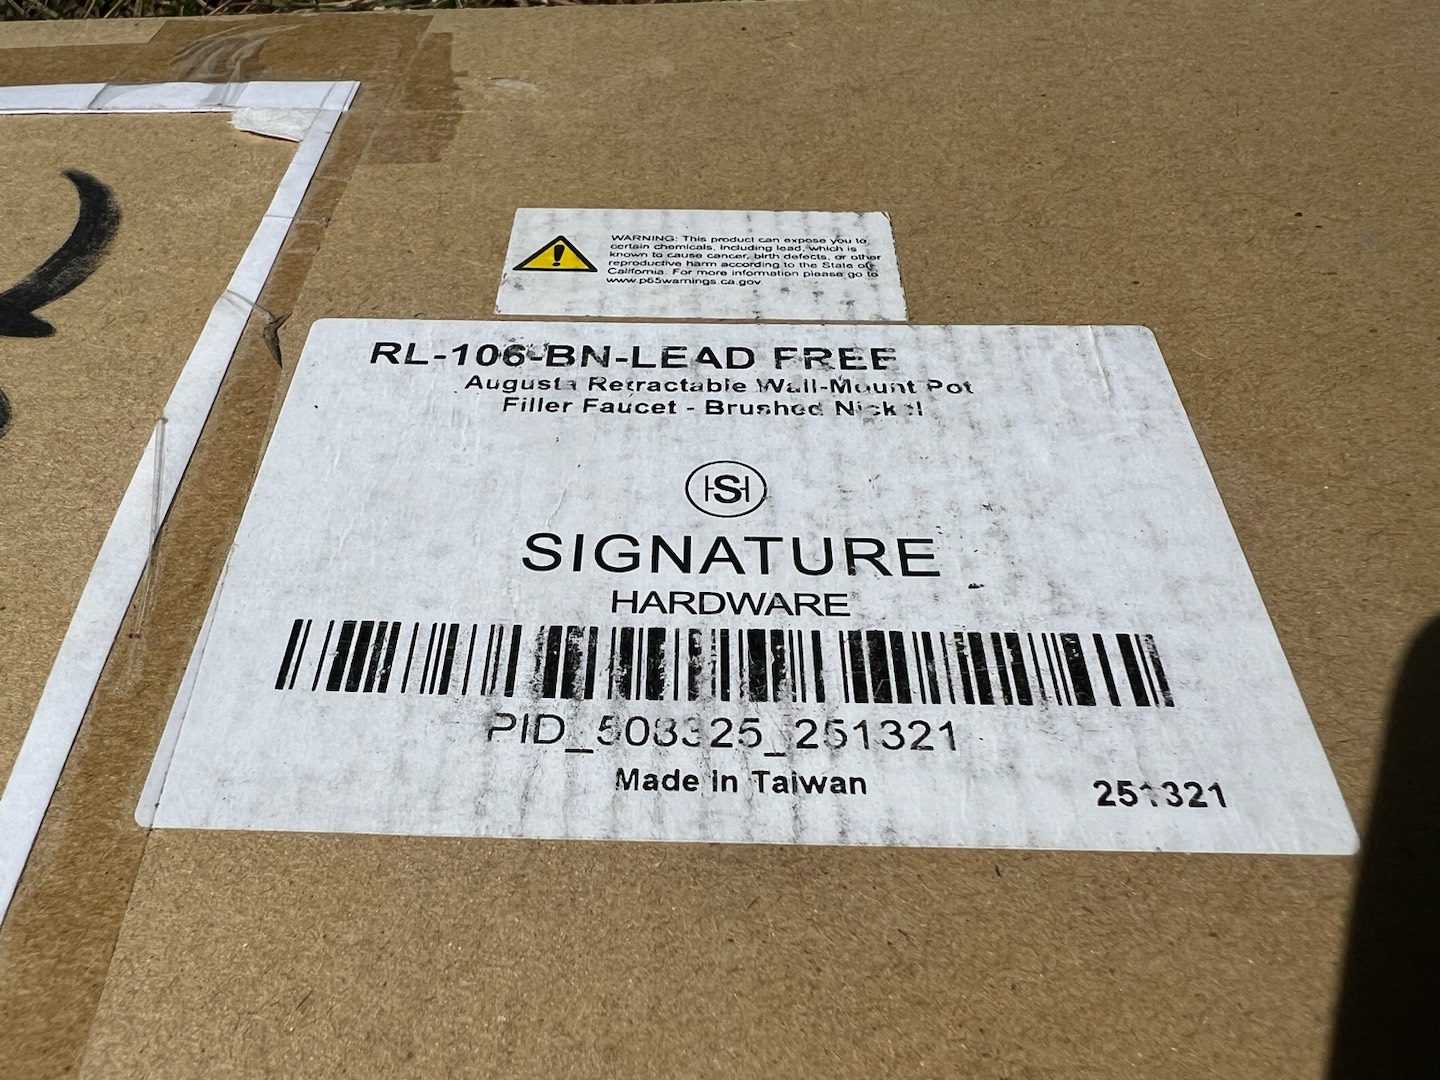 WARNING: This product can expose you to
certain chemicals, including lead, which is
known to cause cancer, birth defects, or other
reproductive harm according to the State of
California. For more information please go to
www.p65warnings.ca.gov
RL-106-BN-LEAD FREE
Augusta Retractable Wall-Mount Pot
Filler Faucet - Brushed Nickel
HSH
SIGNATURE
HARDWARE
PID_508325_251321
Made In Taiwan
251321